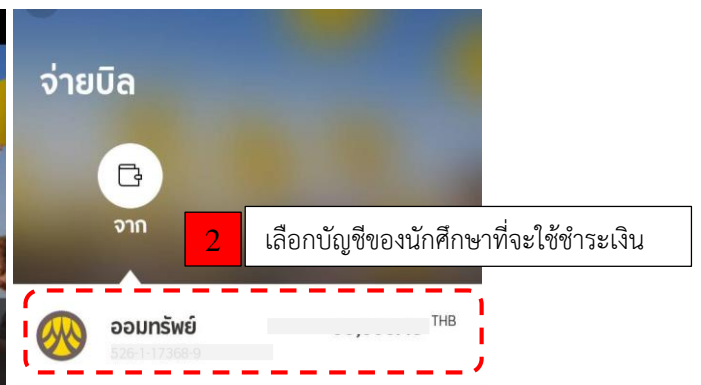 จ่ายบิล
จาก
2
เลือกบัญชีของนักศึกษาที่จะใช้ชำระเงิน
ออมทรัพย์
THB
526-1-17368-9